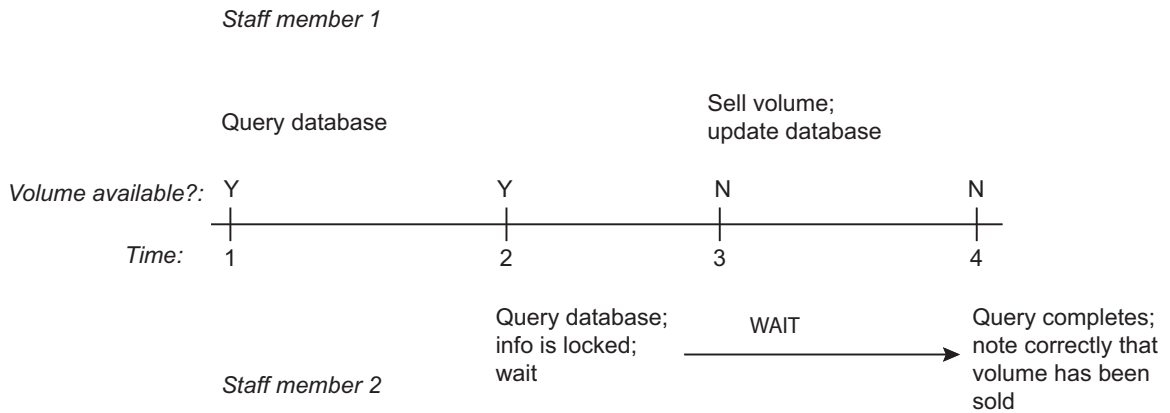 Staff member 1
Query database
Sell volume;
update database
Volume available?: Y Y N N
Time: 1 2 3 4
Query database;
info is locked;
wait
WAIT
Query completes;
note correctly that
volume has been
sold
Staff member 2